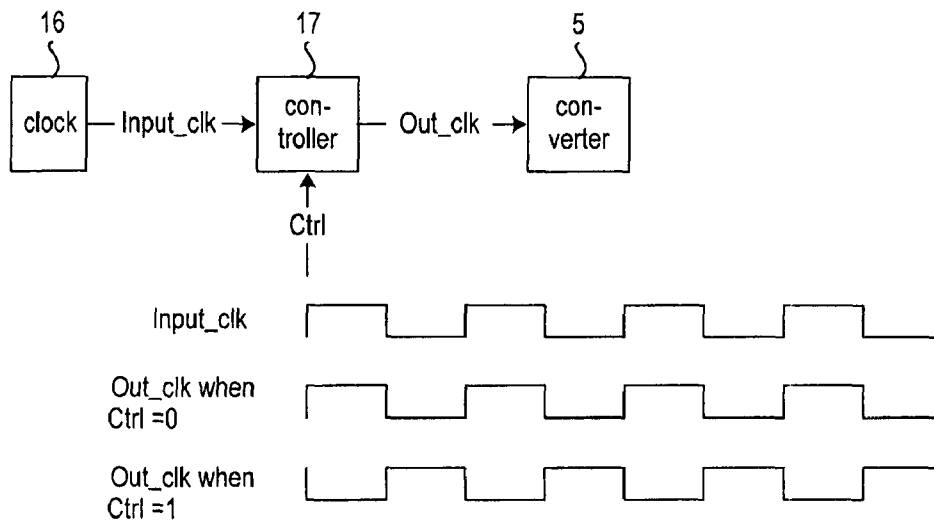 16
17
5
clock
Input_clk
con-
troller
Out_clk
con-
verter
Ctrl
Input_clk
Out_clk when
Ctrl =0
Out_clk when
Ctrl =1